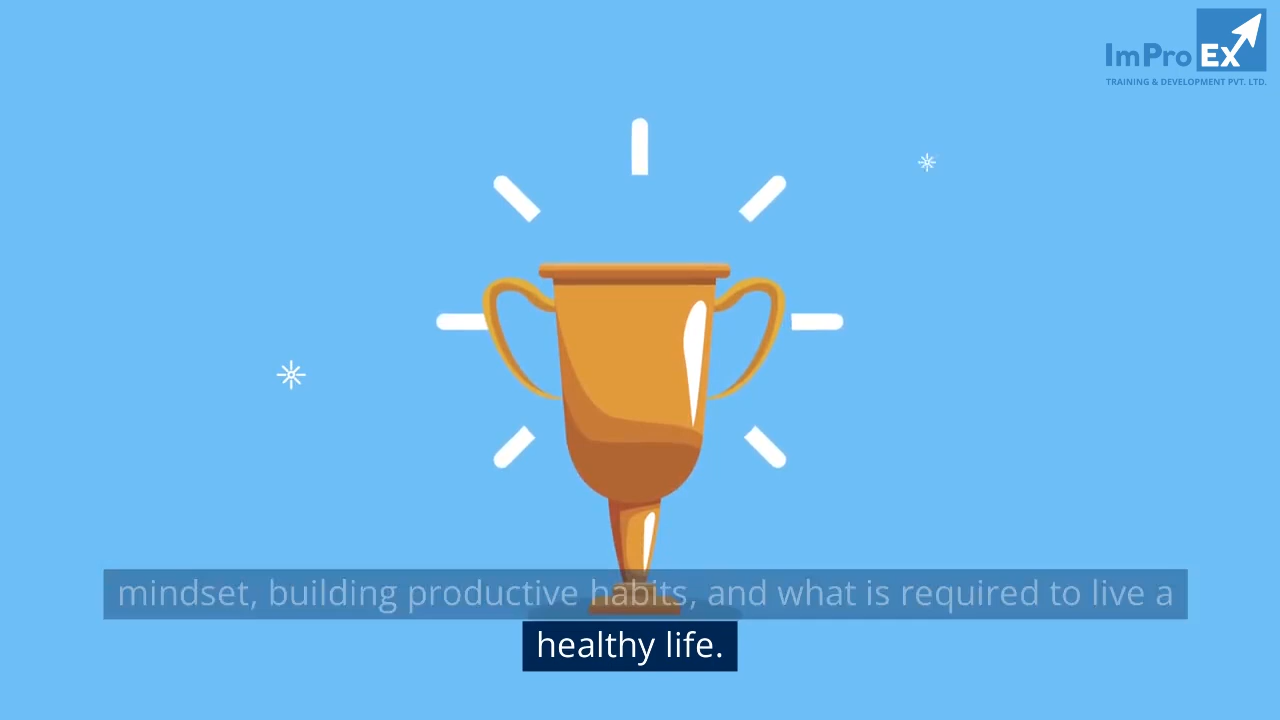 ImPro Ex
TRAINING & DEVELOPMENT PVT. LTD.
mindset, building productive habits, and what is required to live a
healthy life.